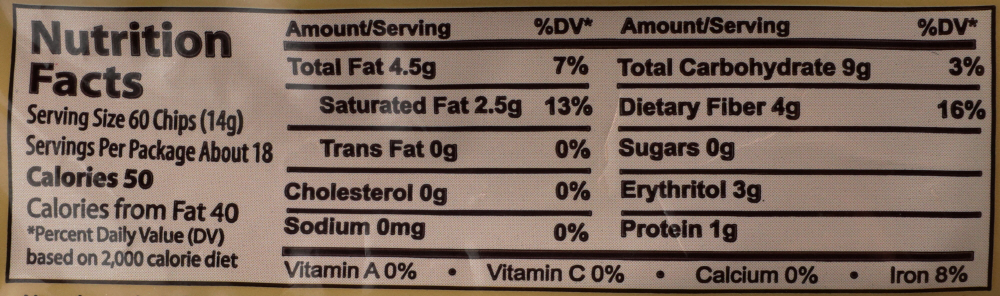 Nutrition
Facts
Serving Size 60 Chips (14g)
Servings Per Package About 18
Calories 50
Calories from Fat 40
*Percent Daily Value (DV)
based on 2,000 calorie diet
Amount/Serving %DV*
Total Fat 4.5g 7%
Saturated Fat 2.5g 13%
Trans Fat 0g 0%
Cholesterol 0g 0%
Sodium 0mg 0%
Amount/Serving %DV*
Total Carbohydrate 9g 3%
Dietary Fiber 4g 16%
Sugars 0g
Erythritol 3g
Protein 1g
Vitamin A 0% • Vitamin C 0% • Calcium 0% • Iron 8%